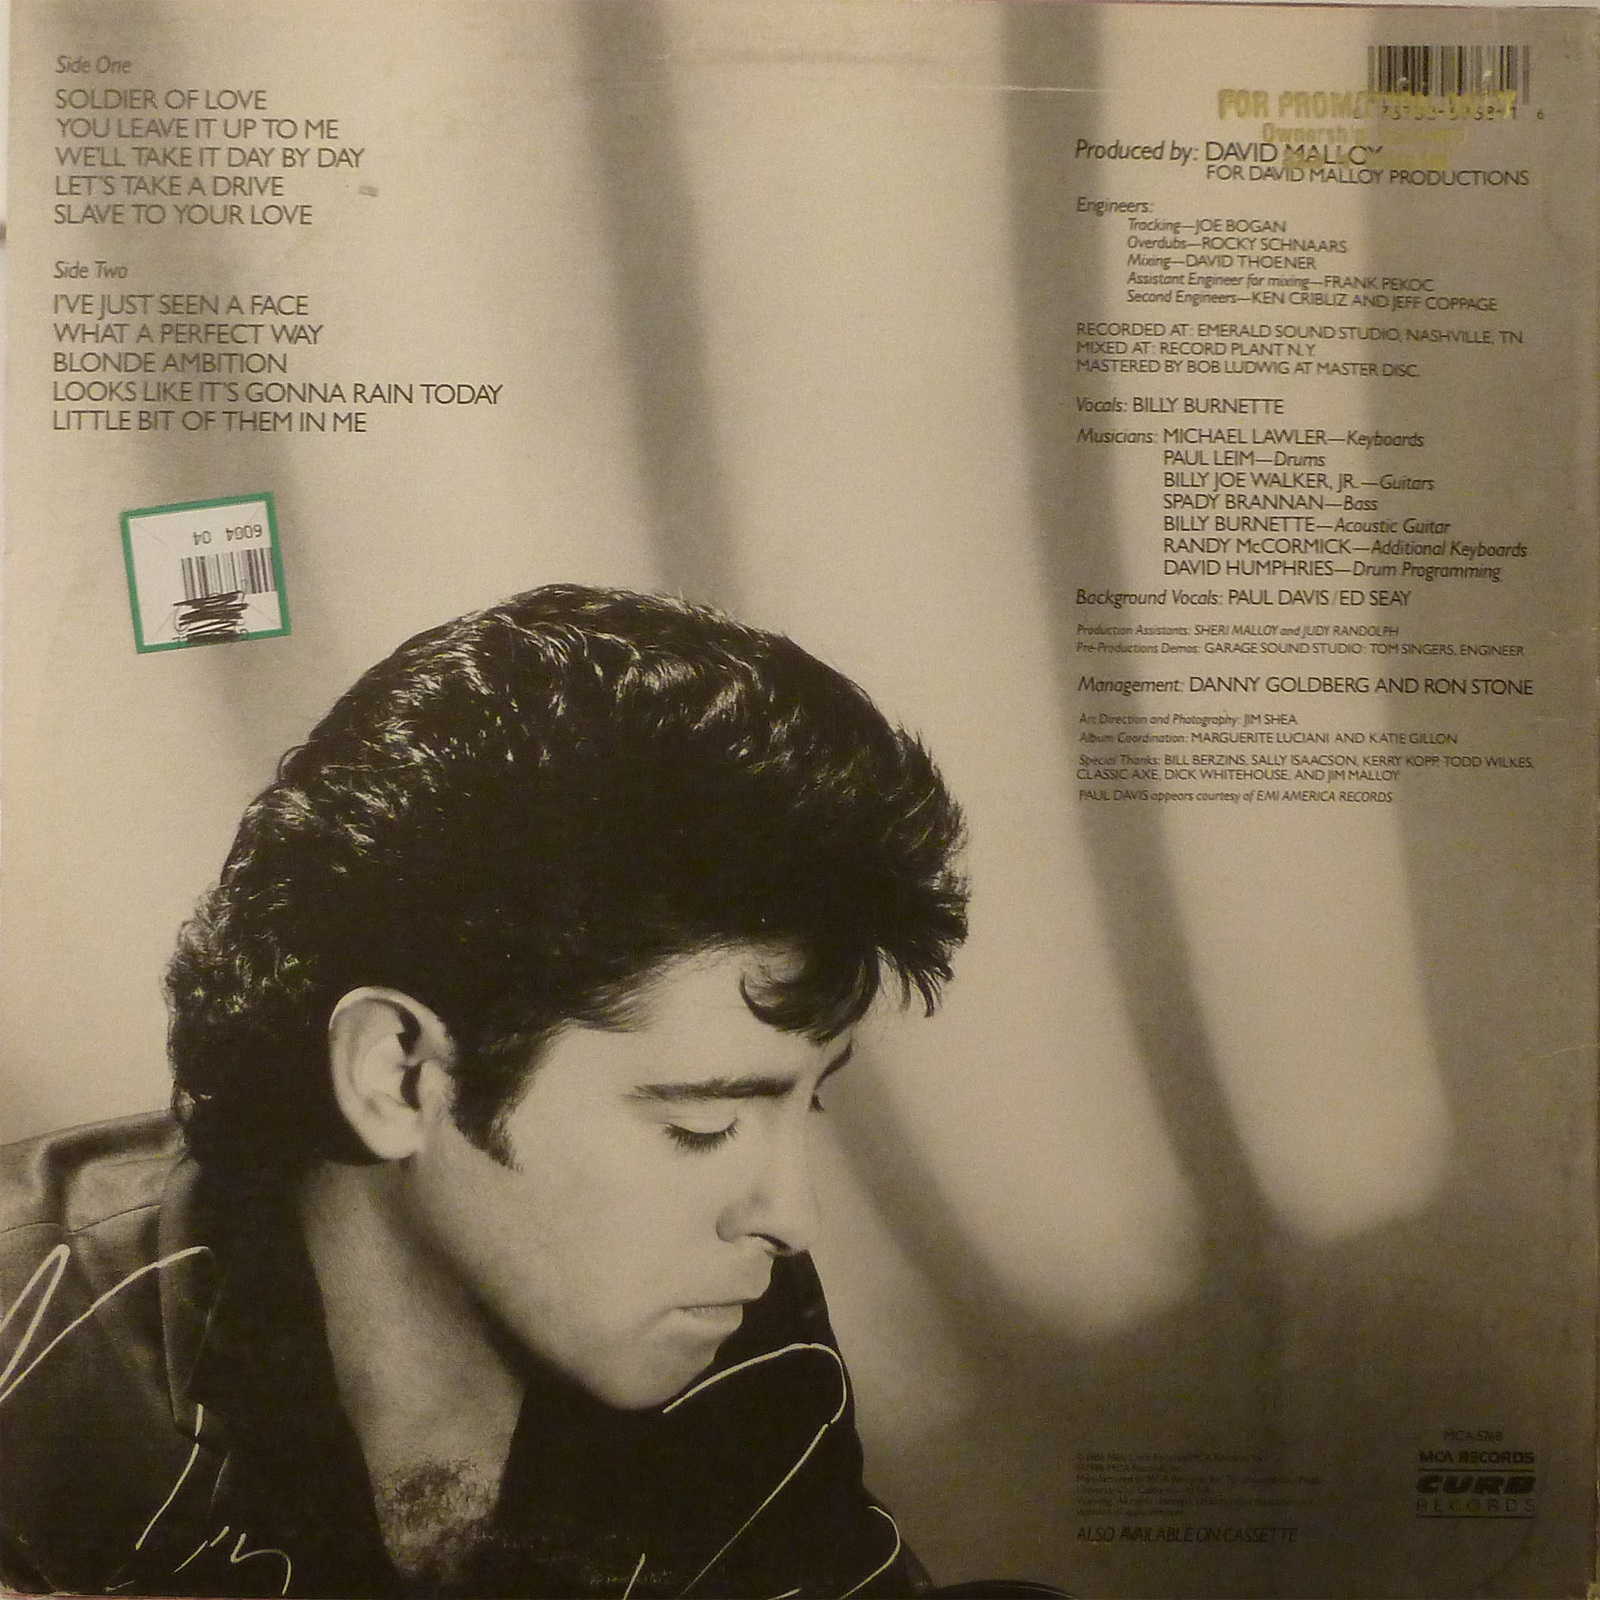 Side One
SOLDIER OF LOVE
YOU LEAVE IT UP TO ME
WE'LL TAKE IT DAY BY DAY
LET'S TAKE A DRIVE
SLAVE TO YOUR LOVE
Side Two
I'VE JUST SEEN A FACE
WHAT A PERFECT WAY
BLONDE AMBITION
LOOKS LIKE IT'S GONNA RAIN TODAY
LITTLE BIT OF THEM IN ME
6004 04
FOR
Produced by: DAVID MALLOY
FOR DAVID MALLOY PRODUCTIONS
Engineers:
Tracking—JOE BOGAN
Overdubs—ROCKY SCHNAARS
Mixing—DAVID THOENER
Assistant Engineer for mixing—FRANK PEKOC
Second Engineers—KEN CRIBLIZ AND JEFF COPPAGE
RECORDED AT: EMERALD SOUND STUDIO, NASHVILLE, TN
MIXED AT: RECORD PLANT N.Y.
MASTERED BY BOB LUDWIG AT MASTER DISC.
Vocals: BILLY BURNETTE
Musicians: MICHAEL LAWLER—Keyboards
PAUL LEIM—Drums
BILLY JOE WALKER, JR.—Guitars
SPADY BRANNAN—Bass
BILLY BURNETTE—Acoustic Guitar
RANDY McCORMICK—Additional Keyboards
DAVID HUMPHRIES—Drum Programming
Background Vocals: PAUL DAVIS / ED SEAY
Production Assistants: SHERI MALLOY and JUDY RANDOLPH
Pre-Productions Demos: GARAGE SOUND STUDIO: TOM SINGERS, ENGINEER
Management: DANNY GOLDBERG AND RON STONE
Art Direction and Photography: JIM SHEA
Album Coordination: MARGUERITE LUCIANI AND KATIE GILLON
Special Thanks: BILL BERZINS, SALLY ISAACSON, KERRY KOPP, TODD WILKES,
CLASSIC AXE, DICK WHITEHOUSE, AND JIM MALLOY
PAUL DAVIS appears courtesy of EMI AMERICA RECORDS
MCA-5768
MCA RECORDS
CURB
RECORDS
ALSO AVAILABLE ON CASSETTE